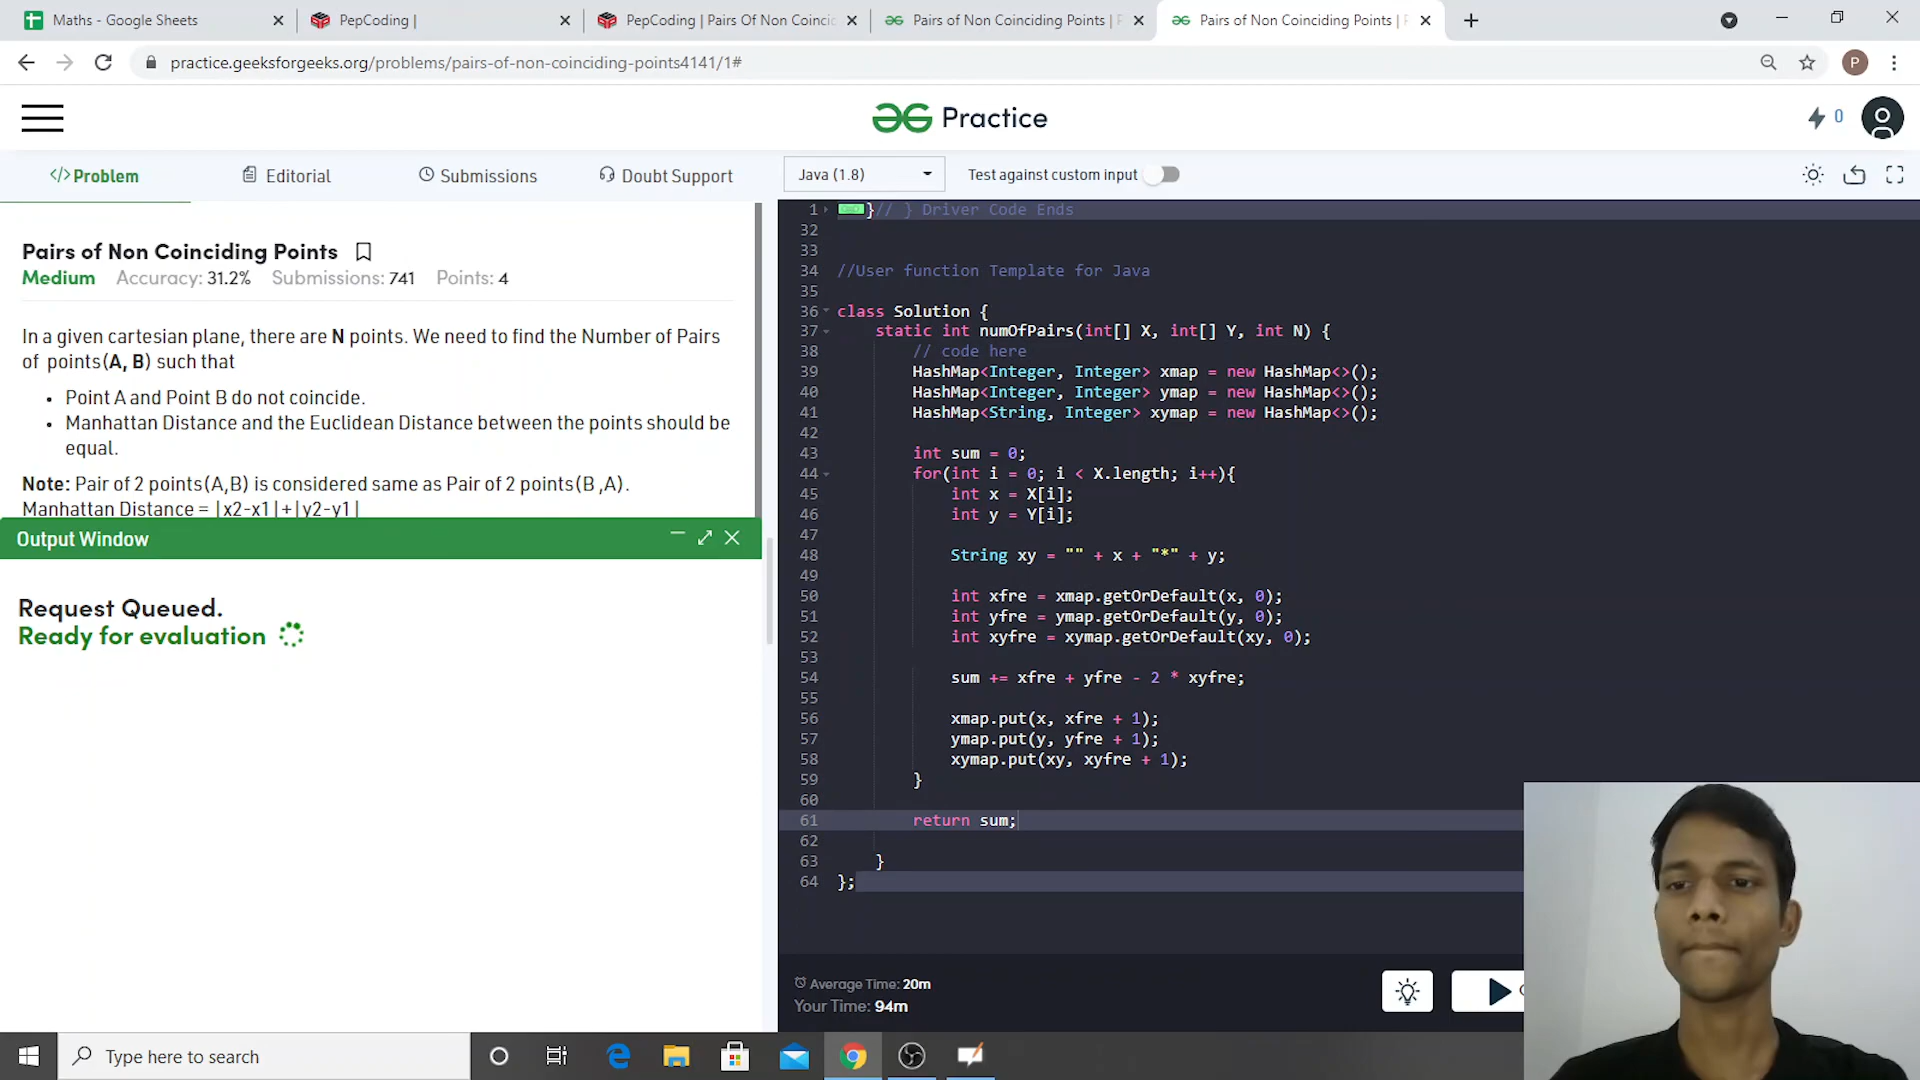 Maths - Google Sheets
PepCoding |
PepCoding | Pairs Of Non Coincid
Pairs of Non Coinciding Points | P
Pairs of Non Coinciding Points | P
practice.geeksforgeeks.org/problems/pairs-of-non-coinciding-points4141/1#
P
Practice
0
</>Problem
Editorial
Submissions
Doubt Support
Java (1.8)
Test against custom input
Pairs of Non Coinciding Points
Medium Accuracy: 31.2% Submissions: 741 Points: 4
In a given cartesian plane, there are N points. We need to find the Number of Pairs
of points(A, B) such that
• Point A and Point B do not coincide.
• Manhattan Distance and the Euclidean Distance between the points should be
equal.
Note: Pair of 2 points(A,B) is considered same as Pair of 2 points(B ,A).
Manhattan Distance = |x2-x1|+|y2-y1|
Output Window
Request Queued.
Ready for evaluation
1 }// } Driver Code Ends
32
33
34 //User function Template for Java
35
36 class Solution {
37 static int numOfPairs(int[] X, int[] Y, int N) {
38 // code here
39 HashMap<Integer, Integer> xmap = new HashMap<>();
40 HashMap<Integer, Integer> ymap = new HashMap<>();
41 HashMap<String, Integer> xymap = new HashMap<>();
42
43 int sum = 0;
44 for(int i = 0; i < X.length; i++){
45 int x = X[i];
46 int y = Y[i];
47
48 String xy = "" + x + "*" + y;
49
50 int xfre = xmap.getOrDefault(x, 0);
51 int yfre = ymap.getOrDefault(y, 0);
52 int xyfre = xymap.getOrDefault(xy, 0);
53
54 sum += xfre + yfre - 2 * xyfre;
55
56 xmap.put(x, xfre + 1);
57 ymap.put(y, yfre + 1);
58 xymap.put(xy, xyfre + 1);
59 }
60
61 return sum;
62
63 }
64 };
Average Time: 20m
Your Time: 94m
Type here to search